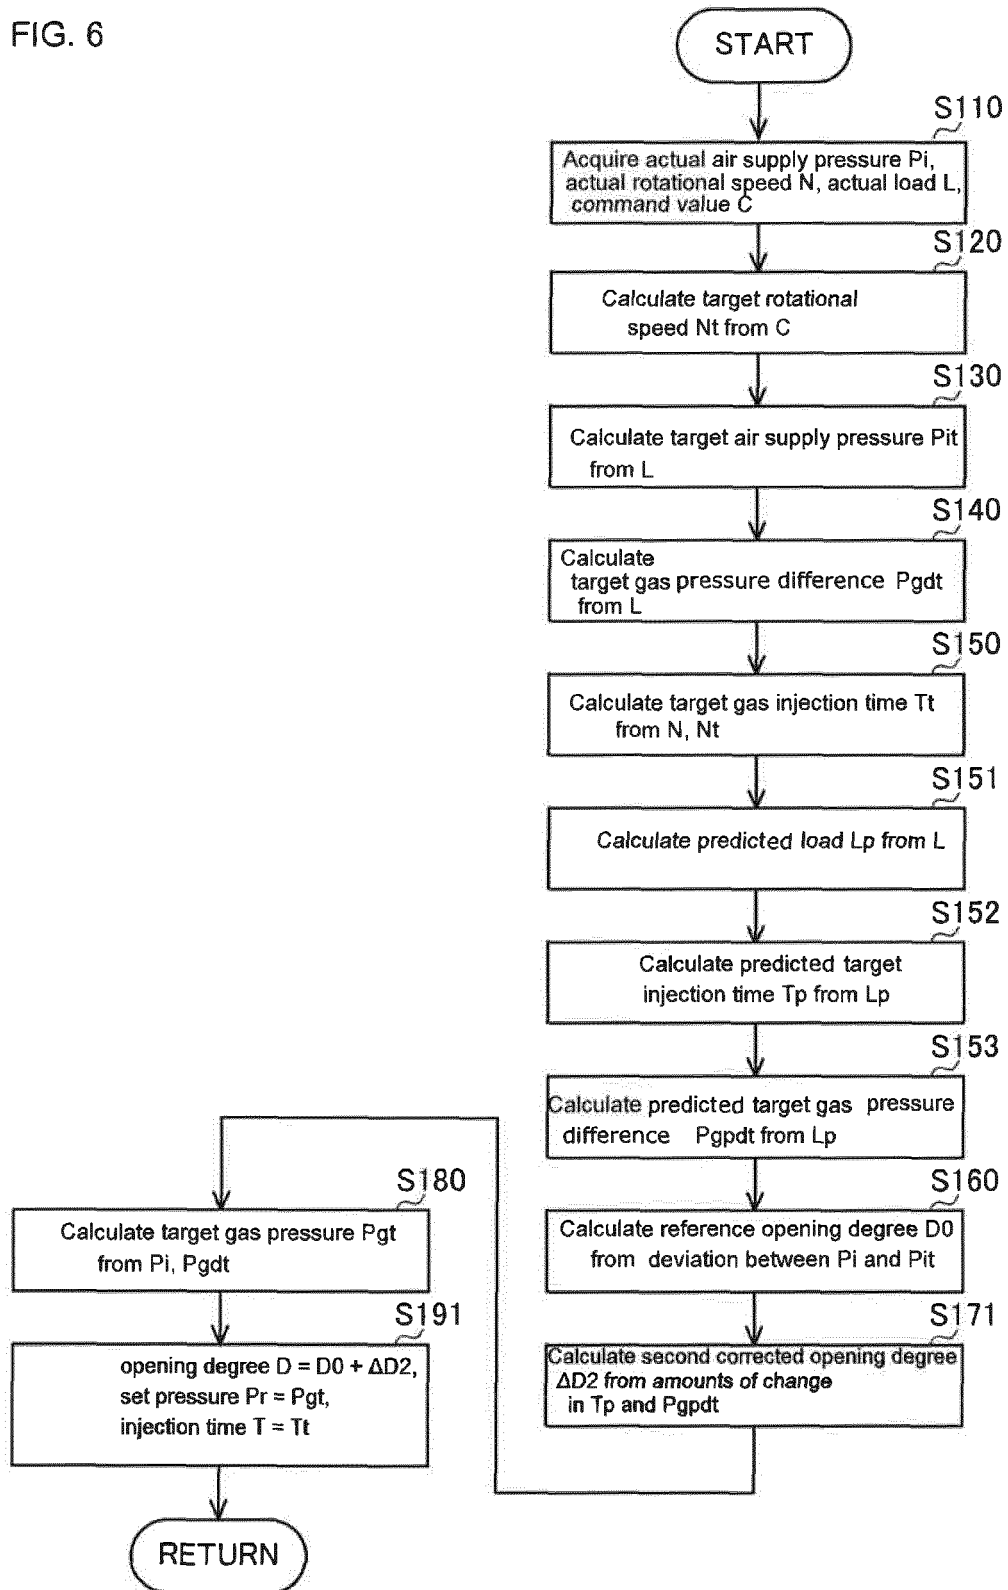 FIG. 6
START
S110
Acquire actual air supply pressure Pi,
actual rotational speed N, actual load L,
command value C
S120
Calculate target rotational
speed Nt from C
S130
Calculate target air supply pressure Pit
from L
S140
Calculate
target gas pressure difference Pgdt
from L
S150
Calculate target gas injection time Tt
from N, Nt
S151
Calculate predicted load Lp from L
S152
Calculate predicted target
injection time Tp from Lp
S153
Calculate predicted target gas pressure
difference Pgpdt from Lp
S160
Calculate reference opening degree D0
from deviation between Pi and Pit
S171
Calculate second corrected opening degree
ΔD2 from amounts of change
in Tp and Pgpdt
S180
Calculate target gas pressure Pgt
from Pi, Pgdt
S191
opening degree D = D0 + ΔD2,
set pressure Pr = Pgt,
injection time T = Tt
RETURN